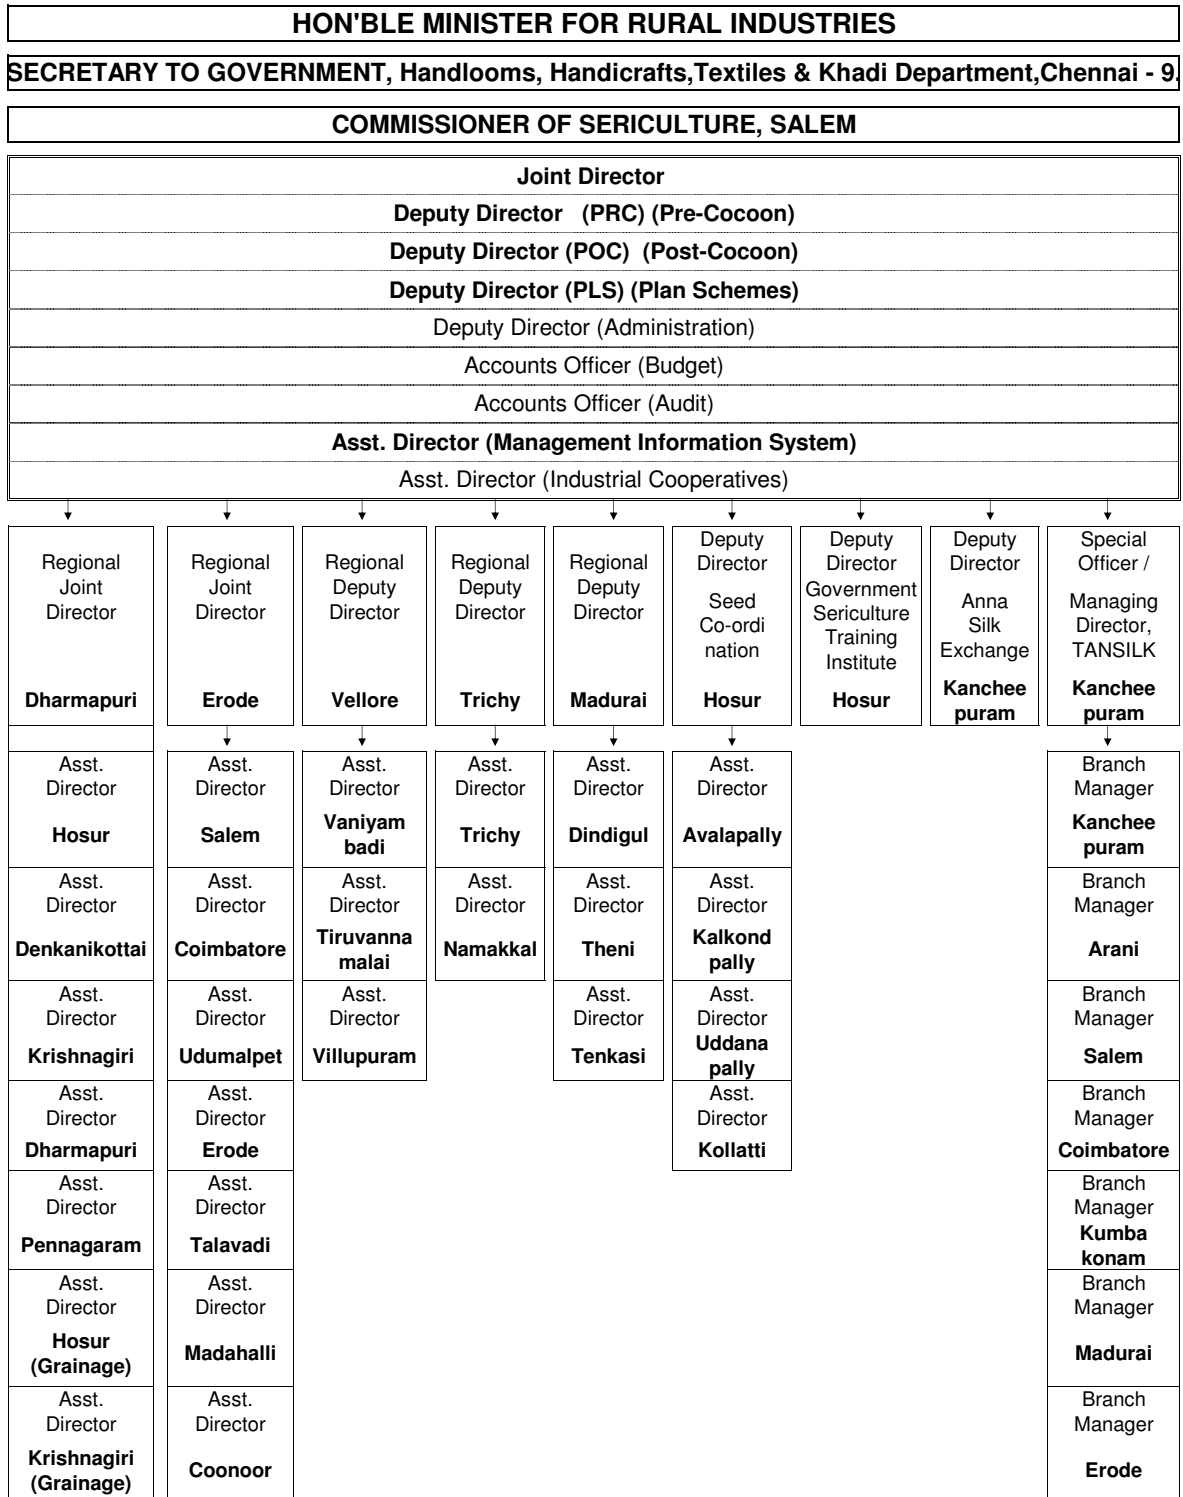 HON'BLE MINISTER FOR RURAL INDUSTRIES
SECRETARY TO GOVERNMENT, Handlooms, Handicrafts,Textiles & Khadi Department,Chennai - 9.
COMMISSIONER OF SERICULTURE, SALEM
Joint Director
Deputy Director (PRC) (Pre-Cocoon)
Deputy Director (POC) (Post-Cocoon)
Deputy Director (PLS) (Plan Schemes)
Deputy Director (Administration)
Accounts Officer (Budget)
Accounts Officer (Audit)
Asst. Director (Management Information System)
Asst. Director (Industrial Cooperatives)
Regional
Joint
Director
Dharmapuri
Asst.
Director
Hosur
Asst.
Director
Denkanikottai
Asst.
Director
Krishnagiri
Asst.
Director
Dharmapuri
Asst.
Director
Pennagaram
Asst.
Director
Hosur
(Grainage)
Asst.
Director
Krishnagiri
(Grainage)
Regional
Joint
Director
Erode
Asst.
Director
Salem
Asst.
Director
Coimbatore
Asst.
Director
Udumalpet
Asst.
Director
Erode
Asst.
Director
Talavadi
Asst.
Director
Madahalli
Asst.
Director
Coonoor
Regional
Deputy
Director
Vellore
Asst.
Director
Vaniyam
badi
Asst.
Director
Tiruvanna
malai
Asst.
Director
Villupuram
Regional
Deputy
Director
Trichy
Asst.
Director
Trichy
Asst.
Director
Namakkal
Regional
Deputy
Director
Madurai
Asst.
Director
Dindigul
Asst.
Director
Theni
Asst.
Director
Tenkasi
Deputy
Director
Seed
Co-ordi
nation
Hosur
Asst.
Director
Avalapally
Asst.
Director
Kalkond
pally
Asst.
Director
Uddana
pally
Asst.
Director
Kollatti
Deputy
Director
Government
Sericulture
Training
Institute
Hosur
Deputy
Director
Anna
Silk
Exchange
Kanchee
puram
Special
Officer /
Managing
Director,
TANSILK
Kanchee
puram
Branch
Manager
Kanchee
puram
Branch
Manager
Arani
Branch
Manager
Salem
Branch
Manager
Coimbatore
Branch
Manager
Kumba
konam
Branch
Manager
Madurai
Branch
Manager
Erode